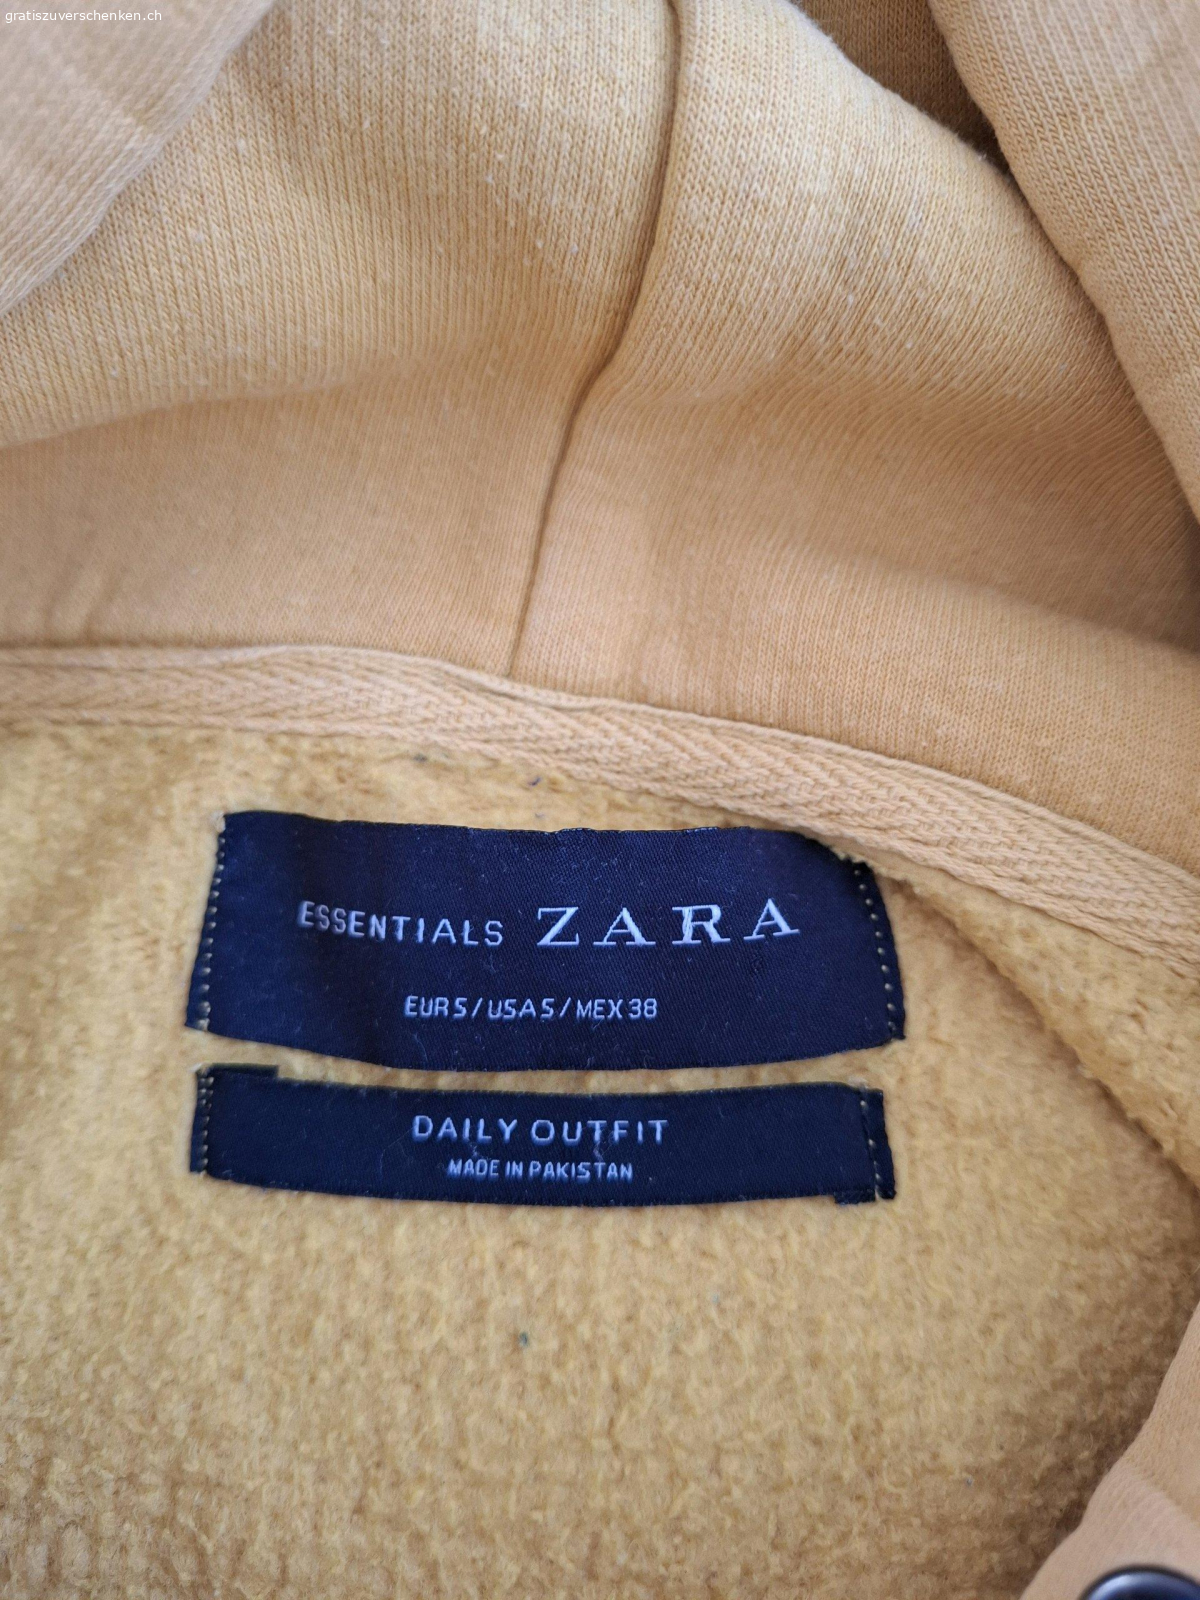 gratiszuverschenken.ch
ESSENTIALS ZARA
EUR S/USA S/MEX 38
DAILY OUTFIT
MADE IN PAKISTAN